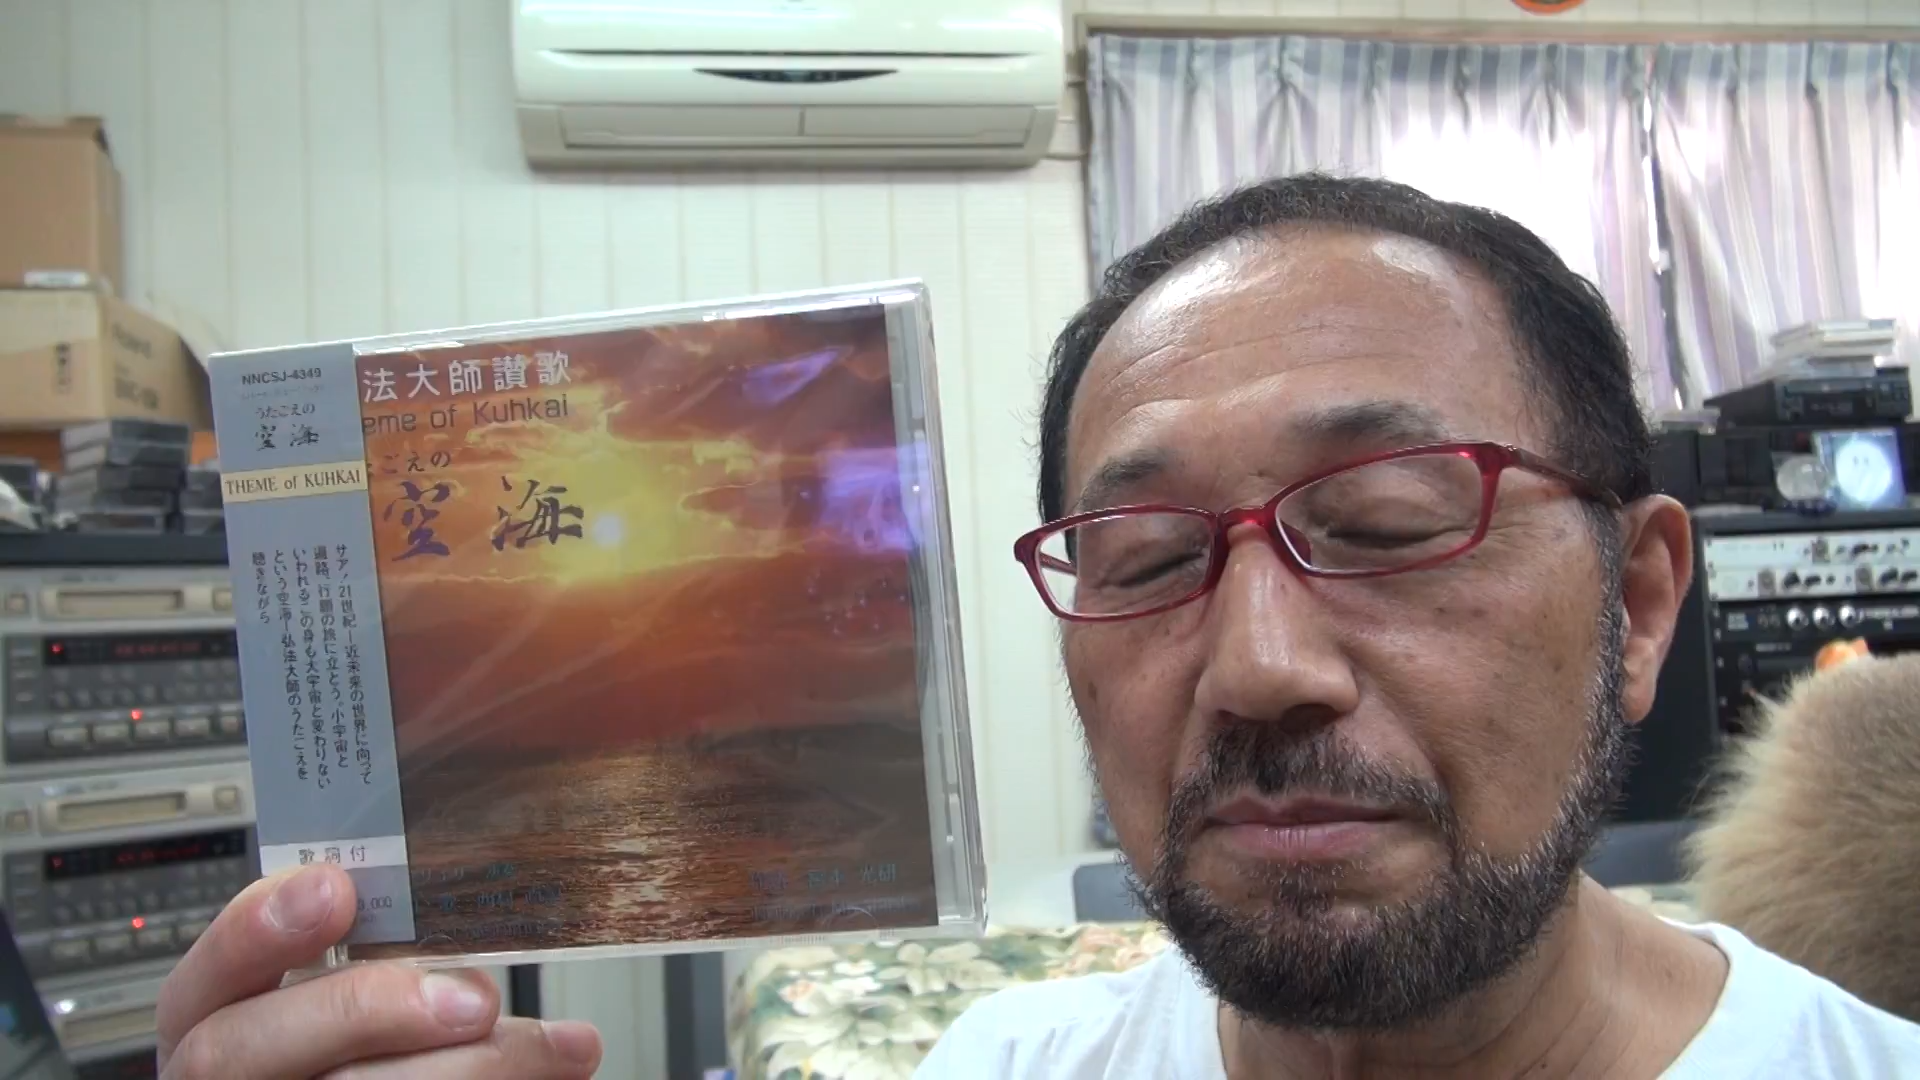 NNCSJ-4349
うたごえの
空海
THEME of KUHKAI
サァ!21世紀―近未来の世界に向って
遍路、行願の旅に立とう。小宇宙と
いわれるこの身も大宇宙と変わりない
という空海―弘法大師のうたごえを
聴きながら
歌詞付
法大師讃歌
eme of Kuhkai
ごえの
空海